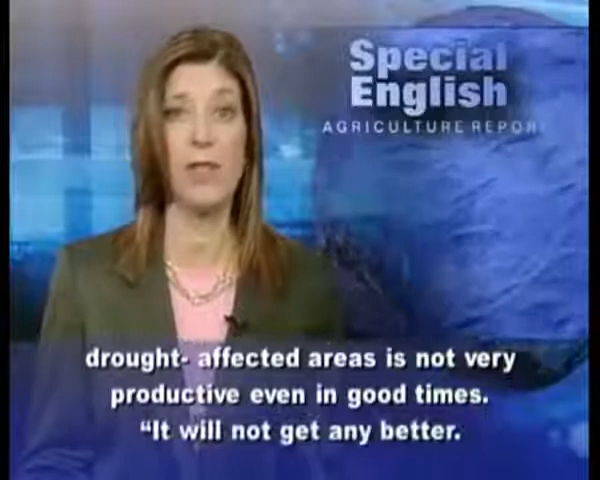 Special
English
AGRICULTURE REPOR
drought- affected areas is not very
productive even in good times.
“It will not get any better.